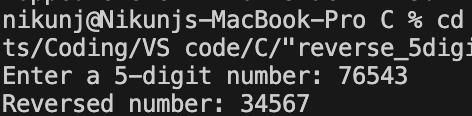 nikunj@Nikunjs-MacBook-Pro C % cd
ts/Coding/VS code/C/"reverse_5digi
Enter a 5-digit number: 76543
Reversed number: 34567